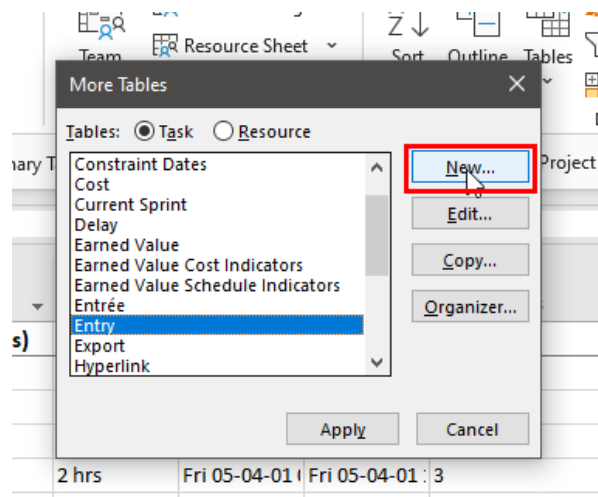 Team
Resource Sheet
Sort
Outline
Tables
More Tables
Tables: Task Resource
Constraint Dates
Cost
Current Sprint
Delay
Earned Value
Earned Value Cost Indicators
Earned Value Schedule Indicators
Entrée
Entry
Export
Hyperlink
New...
Edit...
Copy...
Organizer...
Apply
Cancel
Project
s)
2 hrs
Fri 05-04-01
Fri 05-04-01
3